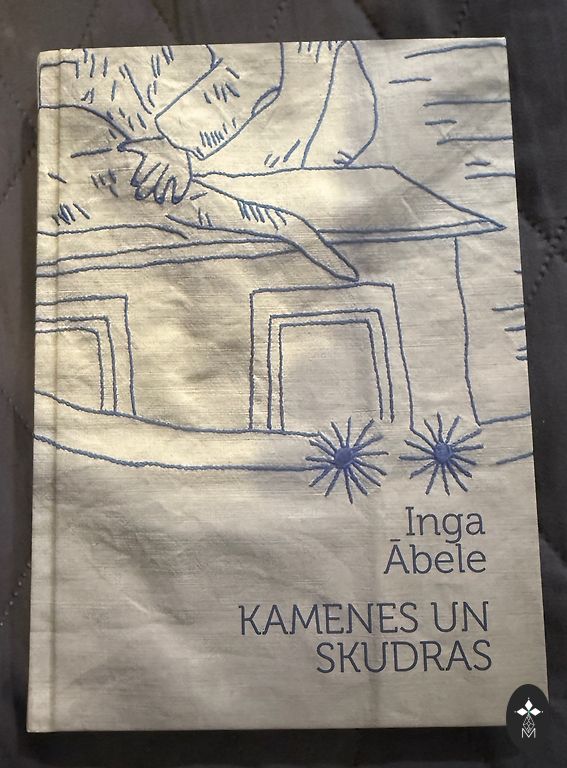 Inga
Ābele
KAMENES UN
SKUDRAS
M